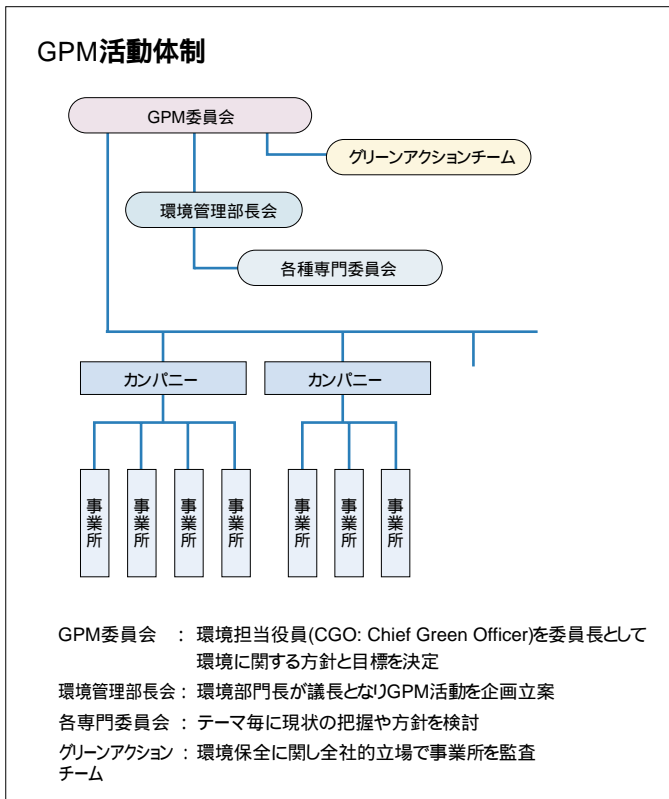 GPM活動体制
GPM委員会
グリーンアクションチーム
環境管理部長会
各種専門委員会
カンパニー
カンパニー
事業所
事業所
事業所
事業所
事業所
事業所
事業所
GPM委員会 : 環境担当役員(CGO: Chief Green Officer)を委員長として
環境に関する方針と目標を決定
環境管理部長会 : 環境部門長が議長となりGPM活動を企画立案
各専門委員会 : テーマ毎に現状の把握や方針を検討
グリーンアクション : 環境保全に関し全社的立場で事業所を監査
チーム